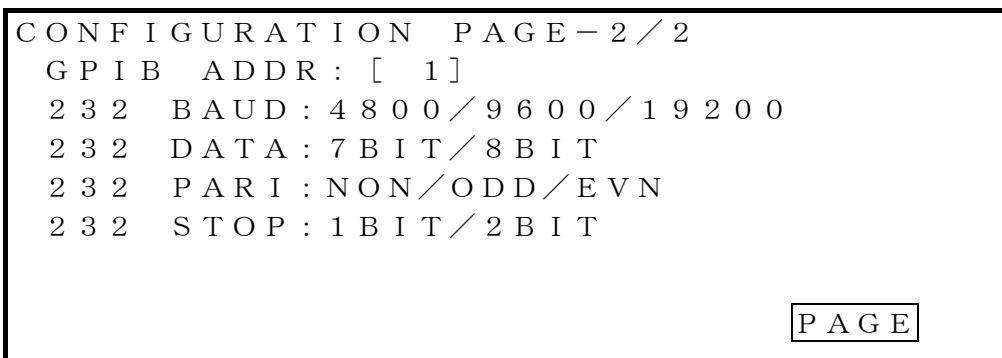 CONFIGURATION PAGE-2/2
GPIB ADDR:[ 1]
232 BAUD:4800/9600/19200
232 DATA:7BIT/8BIT
232 PARI:NON/ODD/EVN
232 STOP:1BIT/2BIT
PAGE